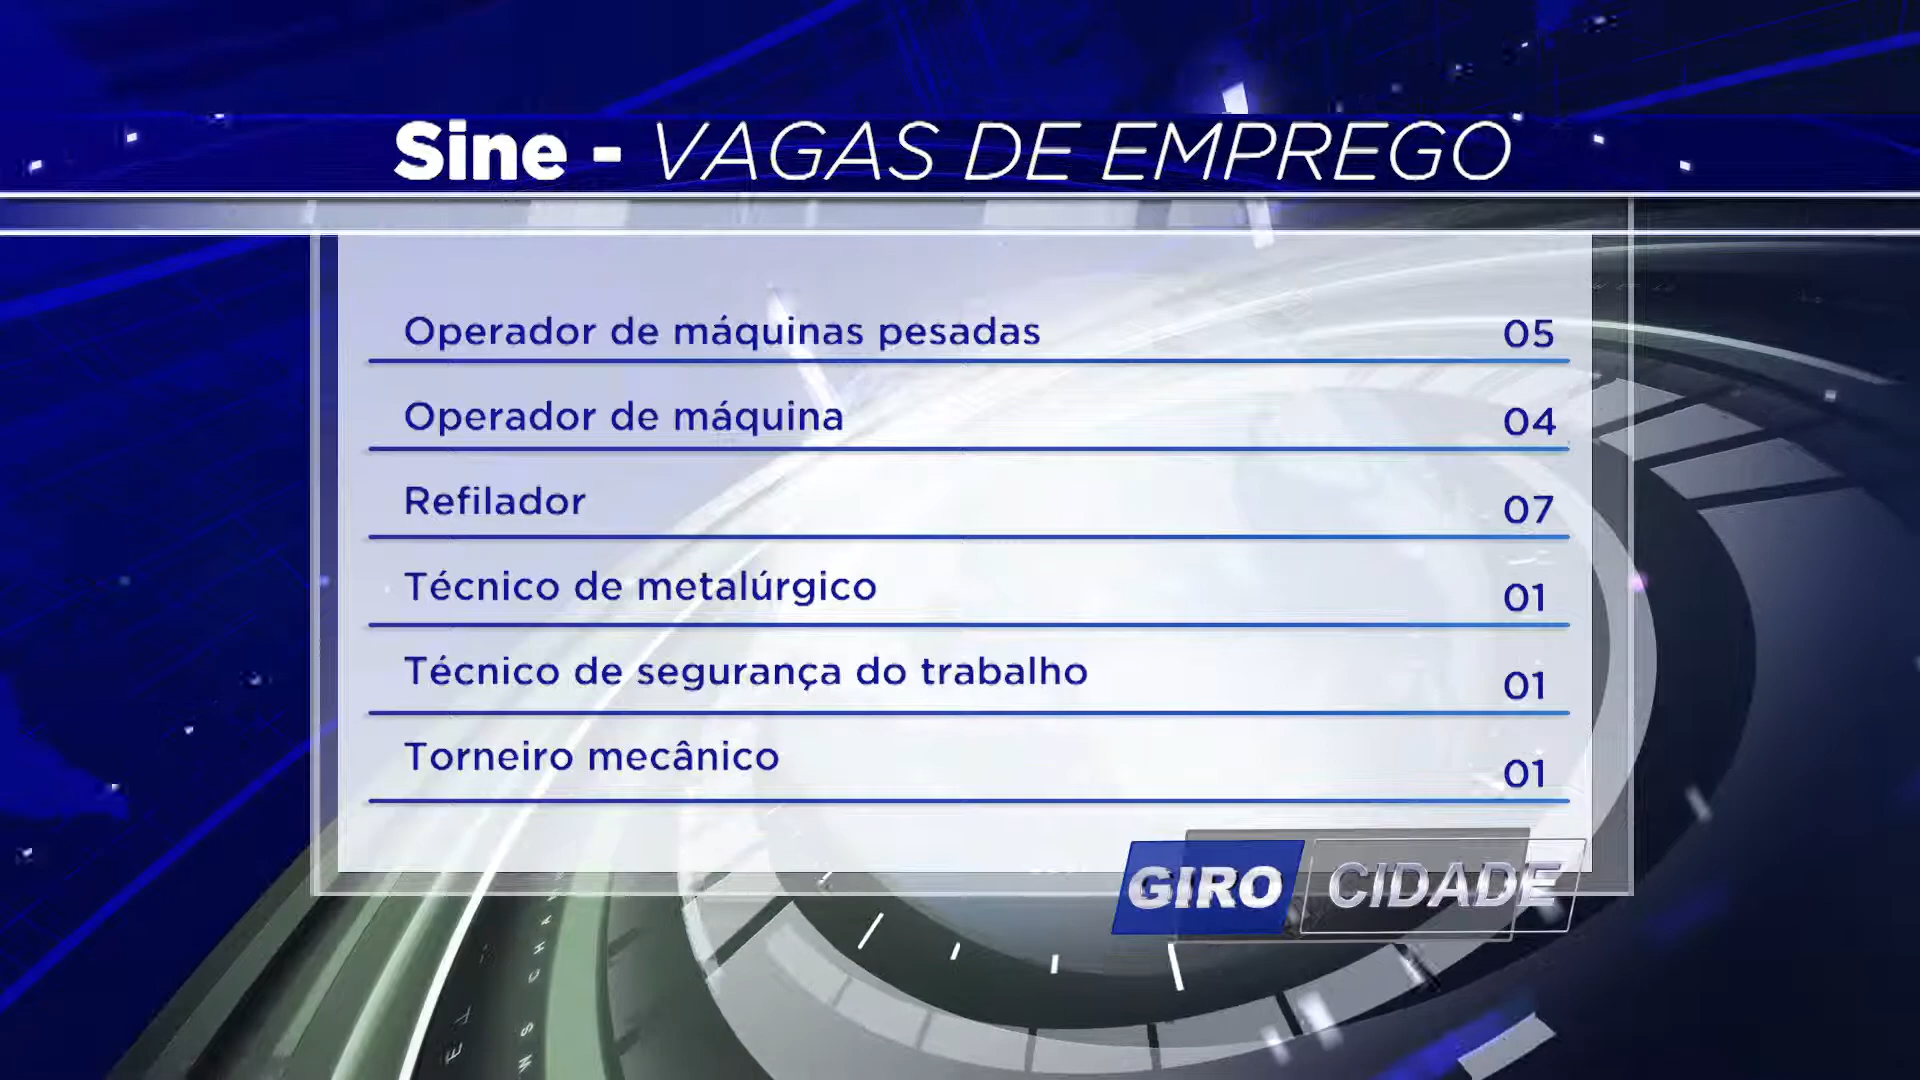 Sine - VAGAS DE EMPREGO
Operador de máquinas pesadas 05
Operador de máquina 04
Refilador 07
Técnico de metalúrgico 01
Técnico de segurança do trabalho 01
Torneiro mecânico 01
GIRO CIDADE